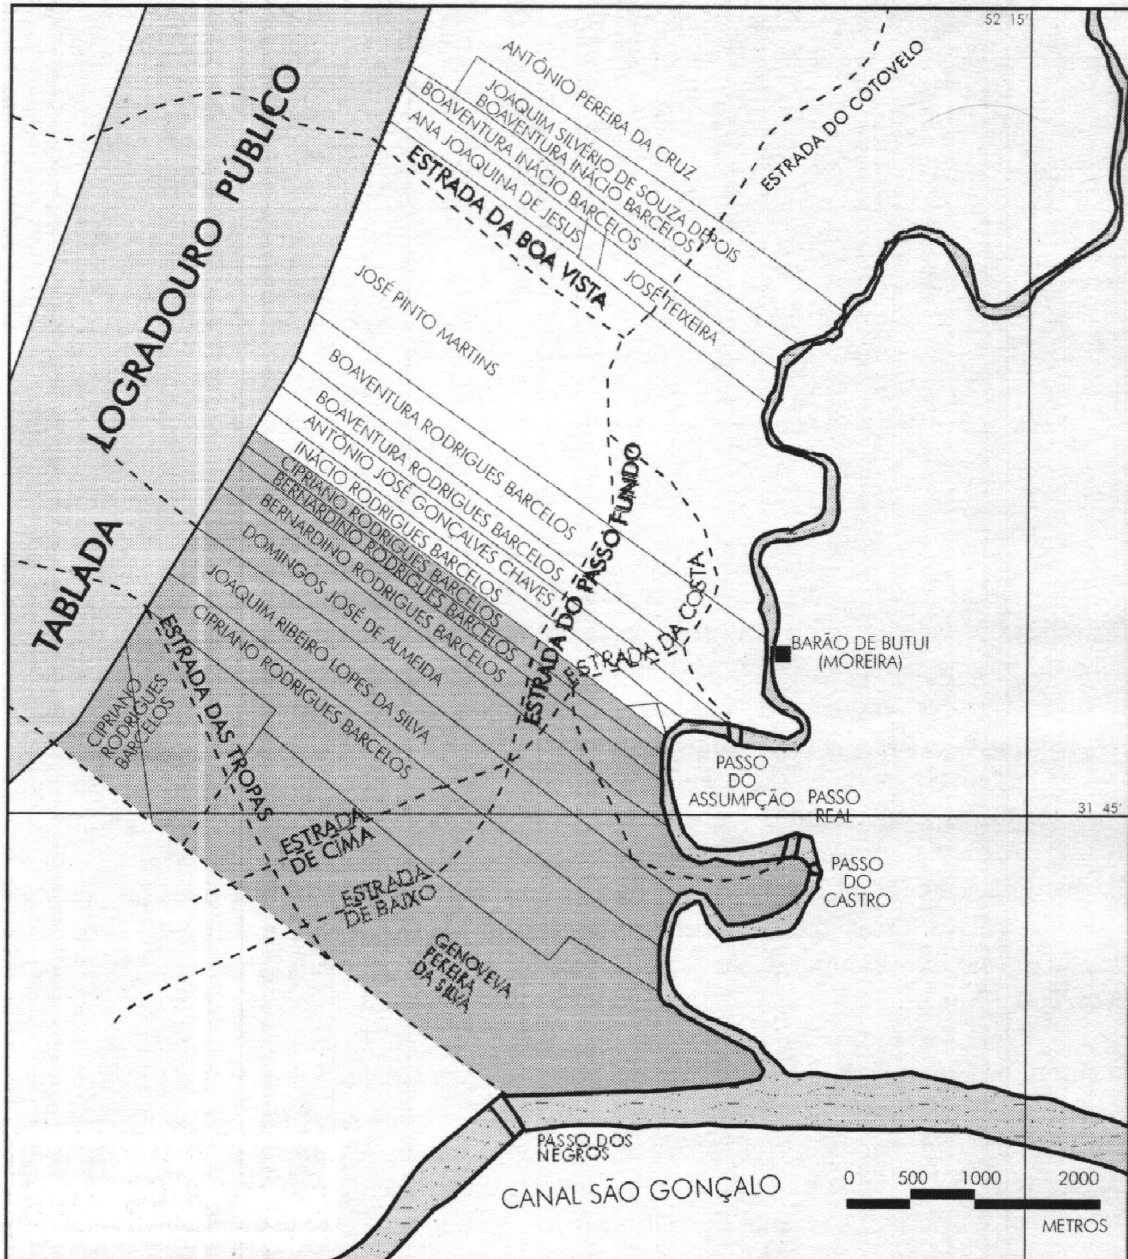 52 15'
ANTÔNIO PEREIRA DA CRUZ
JOAQUIM SILVÉRIO DE SOUZA DEPOIS
BOAVENTURA INÁCIO BARCELOS
BOAVENTURA INÁCIO BARCELOS
ANA JOAQUINA DE JESUS
JOSÉ TEIXEIRA
ESTRADA DO COTOVELO
ESTRADA DA BOA VISTA
LOGRADOURO PÚBLICO
TABLADA
JOSÉ PINTO MARTINS
BOAVENTURA RODRIGUES BARCELOS
BOAVENTURA RODRIGUES BARCELOS
ANTÔNIO JOSÉ GONÇALVES CHAVES
INÁCIO RODRIGUES BARCELOS
CIPRIANO RODRIGUES BARCELOS
BERNARDINO RODRIGUES BARCELOS
BERNARDINO RODRIGUES BARCELOS
DOMINGOS JOSÉ DE ALMEIDA
JOAQUIM RIBEIRO LOPES DA SILVA
CIPRIANO RODRIGUES BARCELOS
ESTRADA DO PASSO FUNDO
ESTRADA DA COSTA
BARÃO DE BUTUI
(MOREIRA)
CIPRIANO
RODRIGUES
BARCELOS
ESTRADA DAS TROPAS
PASSO
DO
ASSUMPÇÃO
PASSO
REAL
31 45'
ESTRADA
DE CIMA
ESTRADA
DE BAIXO
PASSO
DO
CASTRO
GENOVEVA
PEREIRA
DA SILVA
PASSO DOS
NEGROS
CANAL SÃO GONÇALO
0 500 1000 2000
METROS